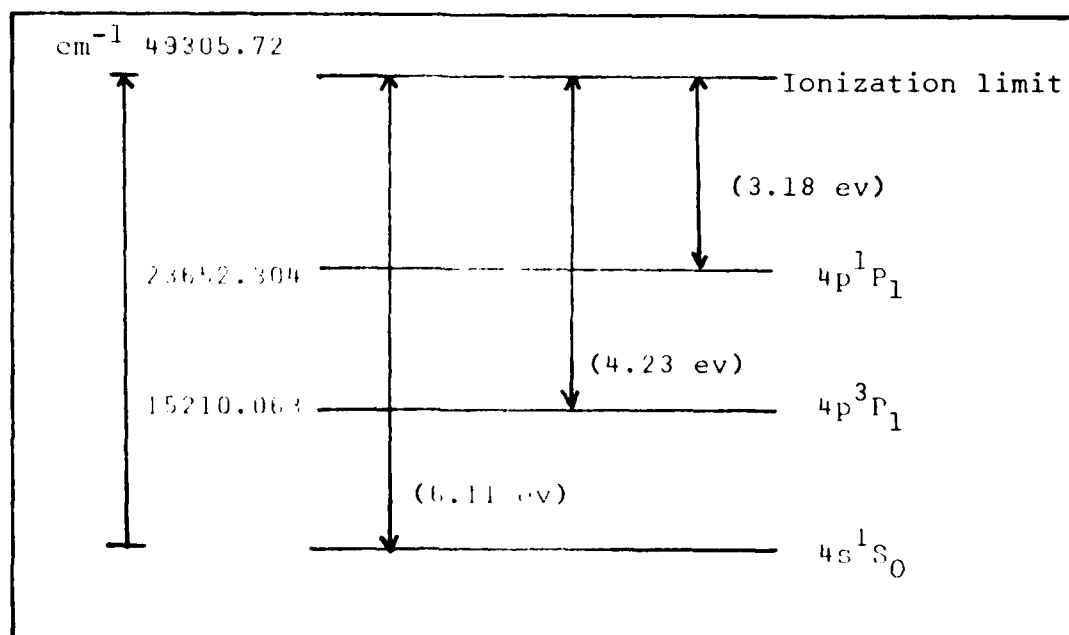 cm⁻¹ 49305.72
Ionization limit
(3.18 ev)
23652.304
4p¹P₁
(4.23 ev)
15210.063
4p³P₁
(6.11 ev)
4s¹S₀